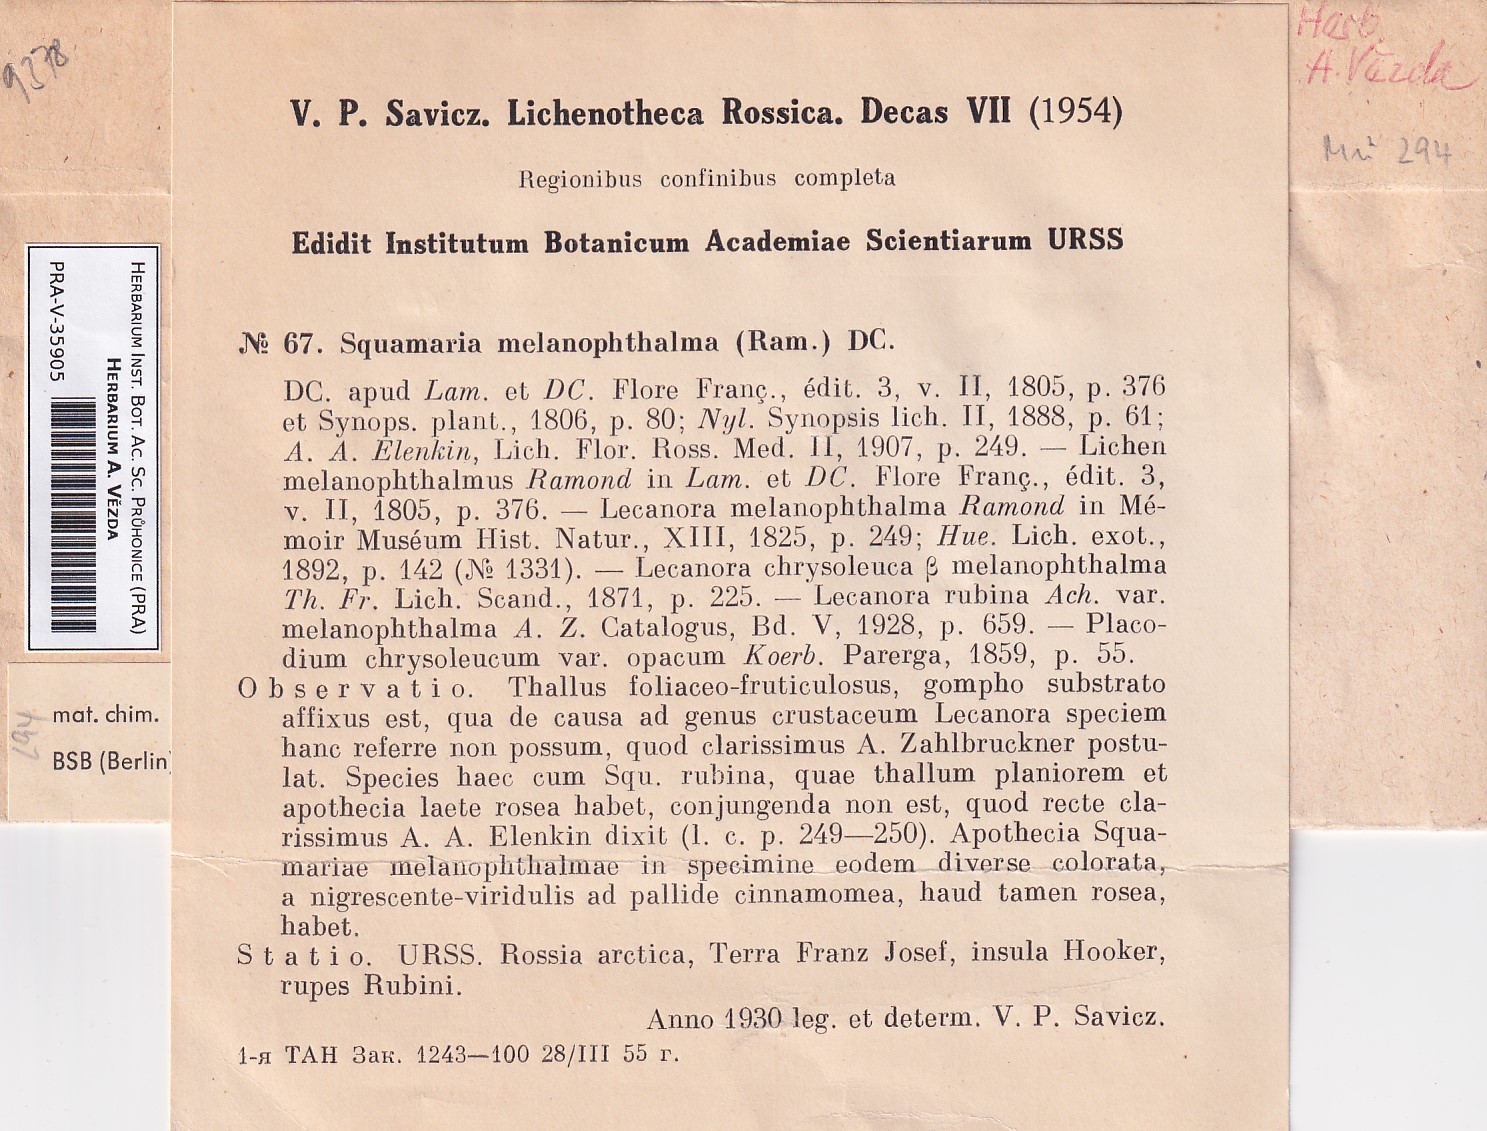 9378
Herb.
A. Vězda
294
V. P. Savicz. Lichenotheca Rossica. Decas VII (1954)
Regionibus confinibus completa
Edidit Institutum Botanicum Academiae Scientiarum URSS
№ 67. Squamaria melanophthalma (Ram.) DC.
DC. apud Lam. et DC. Flore Franç., édit. 3, v. II, 1805, p. 376
et Synops. plant., 1806, p. 80; Nyl. Synopsis lich. II, 1888, p. 61;
A. A. Elenkin, Lich. Flor. Ross. Med. II, 1907, p. 249. — Lichen
melanophthalmus Ramond in Lam. et DC. Flore Franç., édit. 3,
v. II, 1805, p. 376. — Lecanora melanophthalma Ramond in Mé-
moir Muséum Hist. Natur., XIII, 1825, p. 249; Hue. Lich. exot.,
1892, p. 142 (№ 1331). — Lecanora chrysoleuca β melanophthalma
Th. Fr. Lich. Scand., 1871, p. 225. — Lecanora rubina Ach. var.
melanophthalma A. Z. Catalogus, Bd. V, 1928, p. 659. — Placo-
dium chrysoleucum var. opacum Koerb. Parerga, 1859, p. 55.
Observatio. Thallus foliaceo-fruticulosus, gompho substrato
affixus est, qua de causa ad genus crustaceum Lecanora speciem
hanc referre non possum, quod clarissimus A. Zahlbruckner postu-
lat. Species haec cum Squ. rubina, quae thallum planiorem et
apothecia laete rosea habet, conjungenda non est, quod recte cla-
rissimus A. A. Elenkin dixit (l. c. p. 249—250). Apothecia Squa-
mariae melanophthalmae in specimine eodem diverse colorata,
a nigrescente-viridulis ad pallide cinnamomea, haud tamen rosea,
habet.
Statio. URSS. Rossia arctica, Terra Franz Josef, insula Hooker,
rupes Rubini.
Anno 1930 leg. et determ. V. P. Savicz.
1-я ТАН Зак. 1243—100 28/III 55 г.
HERBARIUM INST. BOT. AC. SC. PRŮHONICE (PRA)
HERBARIUM A. VĚZDA
PRA-V-35905
mat. chim.
BSB (Berlin)
294